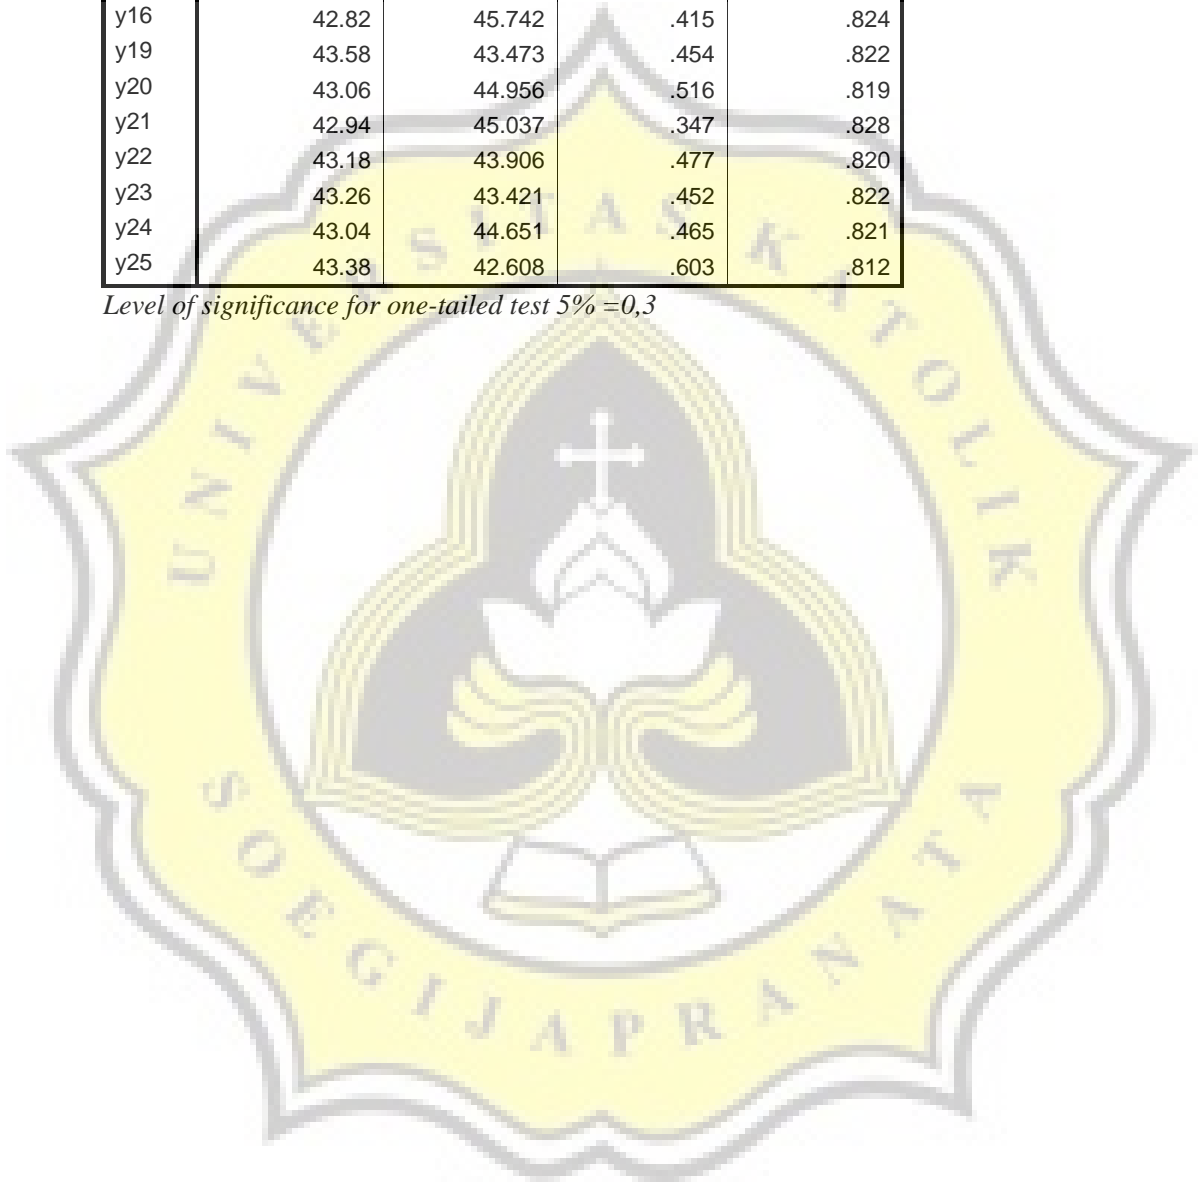 y16 42.82 45.742 .415 .824
y19 43.58 43.473 .454 .822
y20 43.06 44.956 .516 .819
y21 42.94 45.037 .347 .828
y22 43.18 43.906 .477 .820
y23 43.26 43.421 .452 .822
y24 43.04 44.651 .465 .821
y25 43.38 42.608 .603 .812
Level of significance for one-tailed test 5% =0,3
UNIVERSITAS KATOLIK
SOEGIJAPRANATA